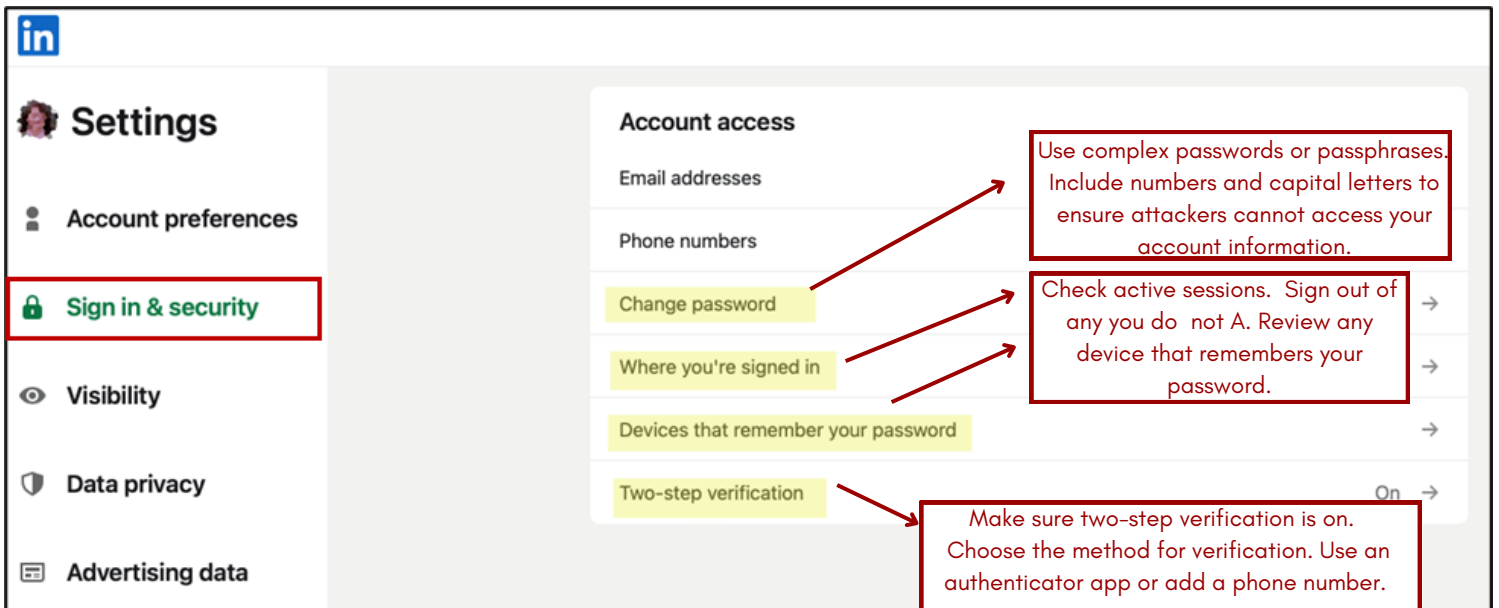 in
Settings
Account preferences
Sign in & security
Visibility
Data privacy
Advertising data
Account access
Email addresses
Phone numbers
Change password
Where you're signed in
Devices that remember your password
Two-step verification
On
Use complex passwords or passphrases.
Include numbers and capital letters to
ensure attackers cannot access your
account information.
Check active sessions. Sign out of
any you do not A. Review any
device that remembers your
password.
Make sure two-step verification is on.
Choose the method for verification. Use an
authenticator app or add a phone number.